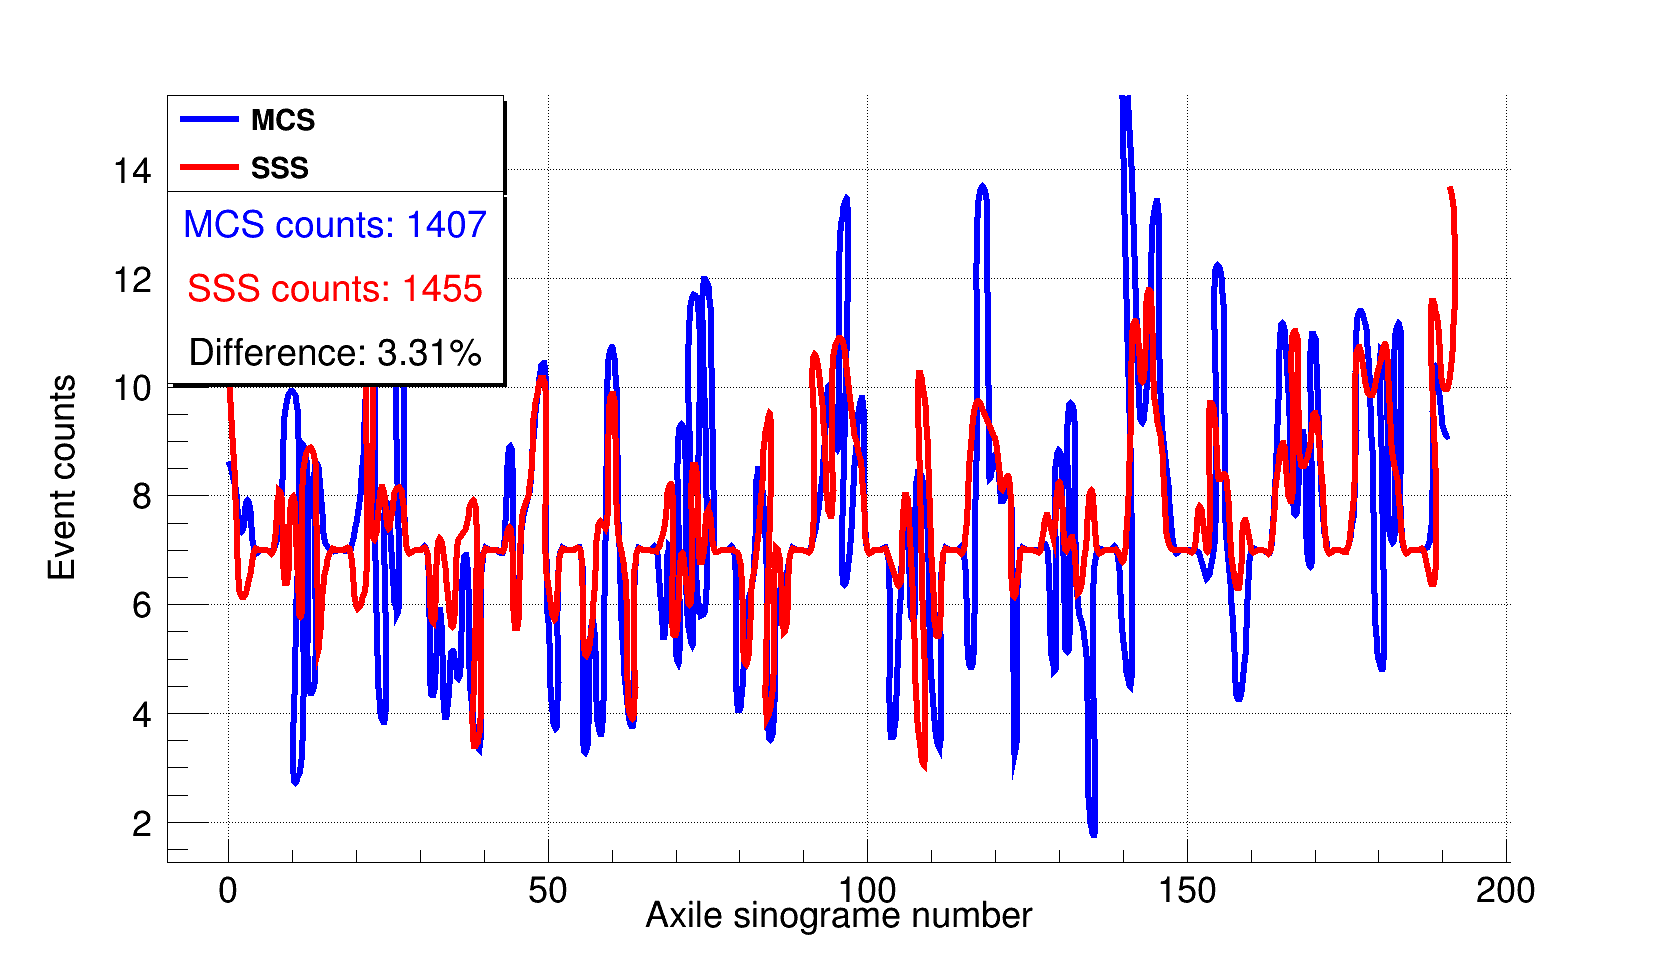 MCS
SSS
MCS counts: 1407
SSS counts: 1455
Difference: 3.31%
Event counts
14
12
10
8
6
4
2
0 50 100 150 200
Axile sinograme number